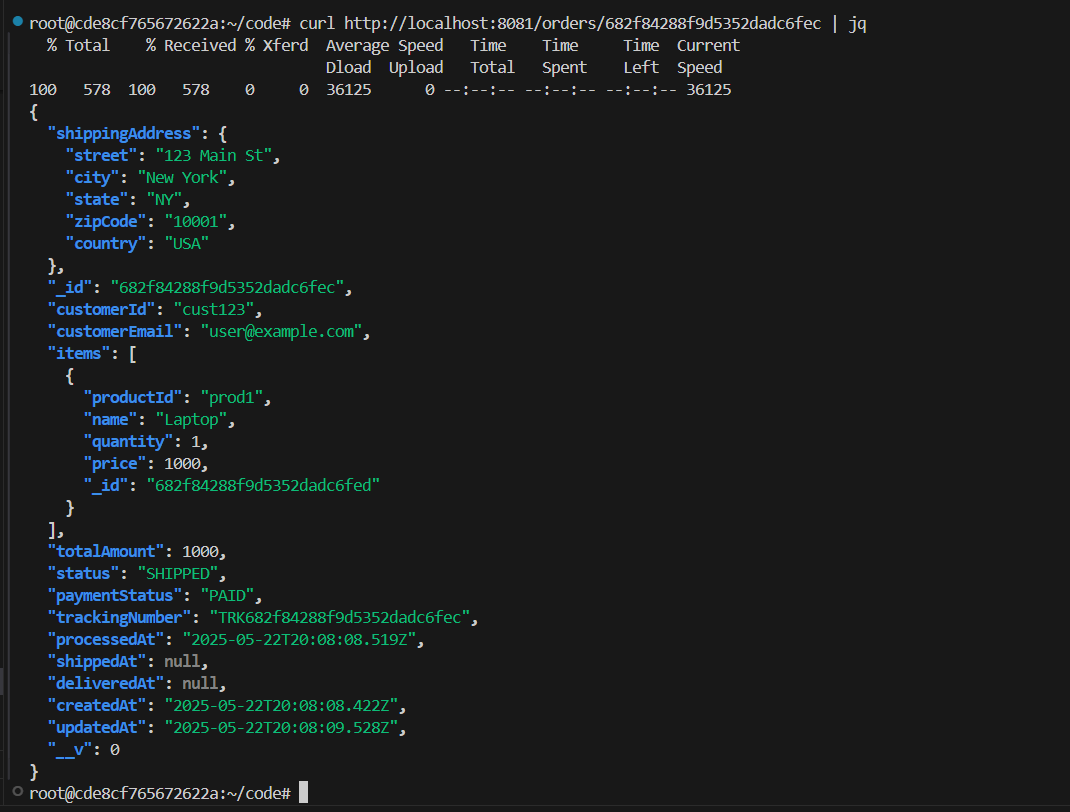 root@cde8cf765672622a:~/code# curl http://localhost:8081/orders/682f84288f9d5352dadc6fec | jq
  % Total    % Received % Xferd  Average Speed   Time    Time     Time  Current
                                 Dload  Upload   Total   Spent    Left  Speed
100   578  100   578    0     0  36125      0 --:--:-- --:--:-- --:--:-- 36125
{
  "shippingAddress": {
    "street": "123 Main St",
    "city": "New York",
    "state": "NY",
    "zipCode": "10001",
    "country": "USA"
  },
  "_id": "682f84288f9d5352dadc6fec",
  "customerId": "cust123",
  "customerEmail": "user@example.com",
  "items": [
    {
      "productId": "prod1",
      "name": "Laptop",
      "quantity": 1,
      "price": 1000,
      "_id": "682f84288f9d5352dadc6fed"
    }
  ],
  "totalAmount": 1000,
  "status": "SHIPPED",
  "paymentStatus": "PAID",
  "trackingNumber": "TRK682f84288f9d5352dadc6fec",
  "processedAt": "2025-05-22T20:08:08.519Z",
  "shippedAt": null,
  "deliveredAt": null,
  "createdAt": "2025-05-22T20:08:08.422Z",
  "updatedAt": "2025-05-22T20:08:09.528Z",
  "__v": 0
}
root@cde8cf765672622a:~/code#